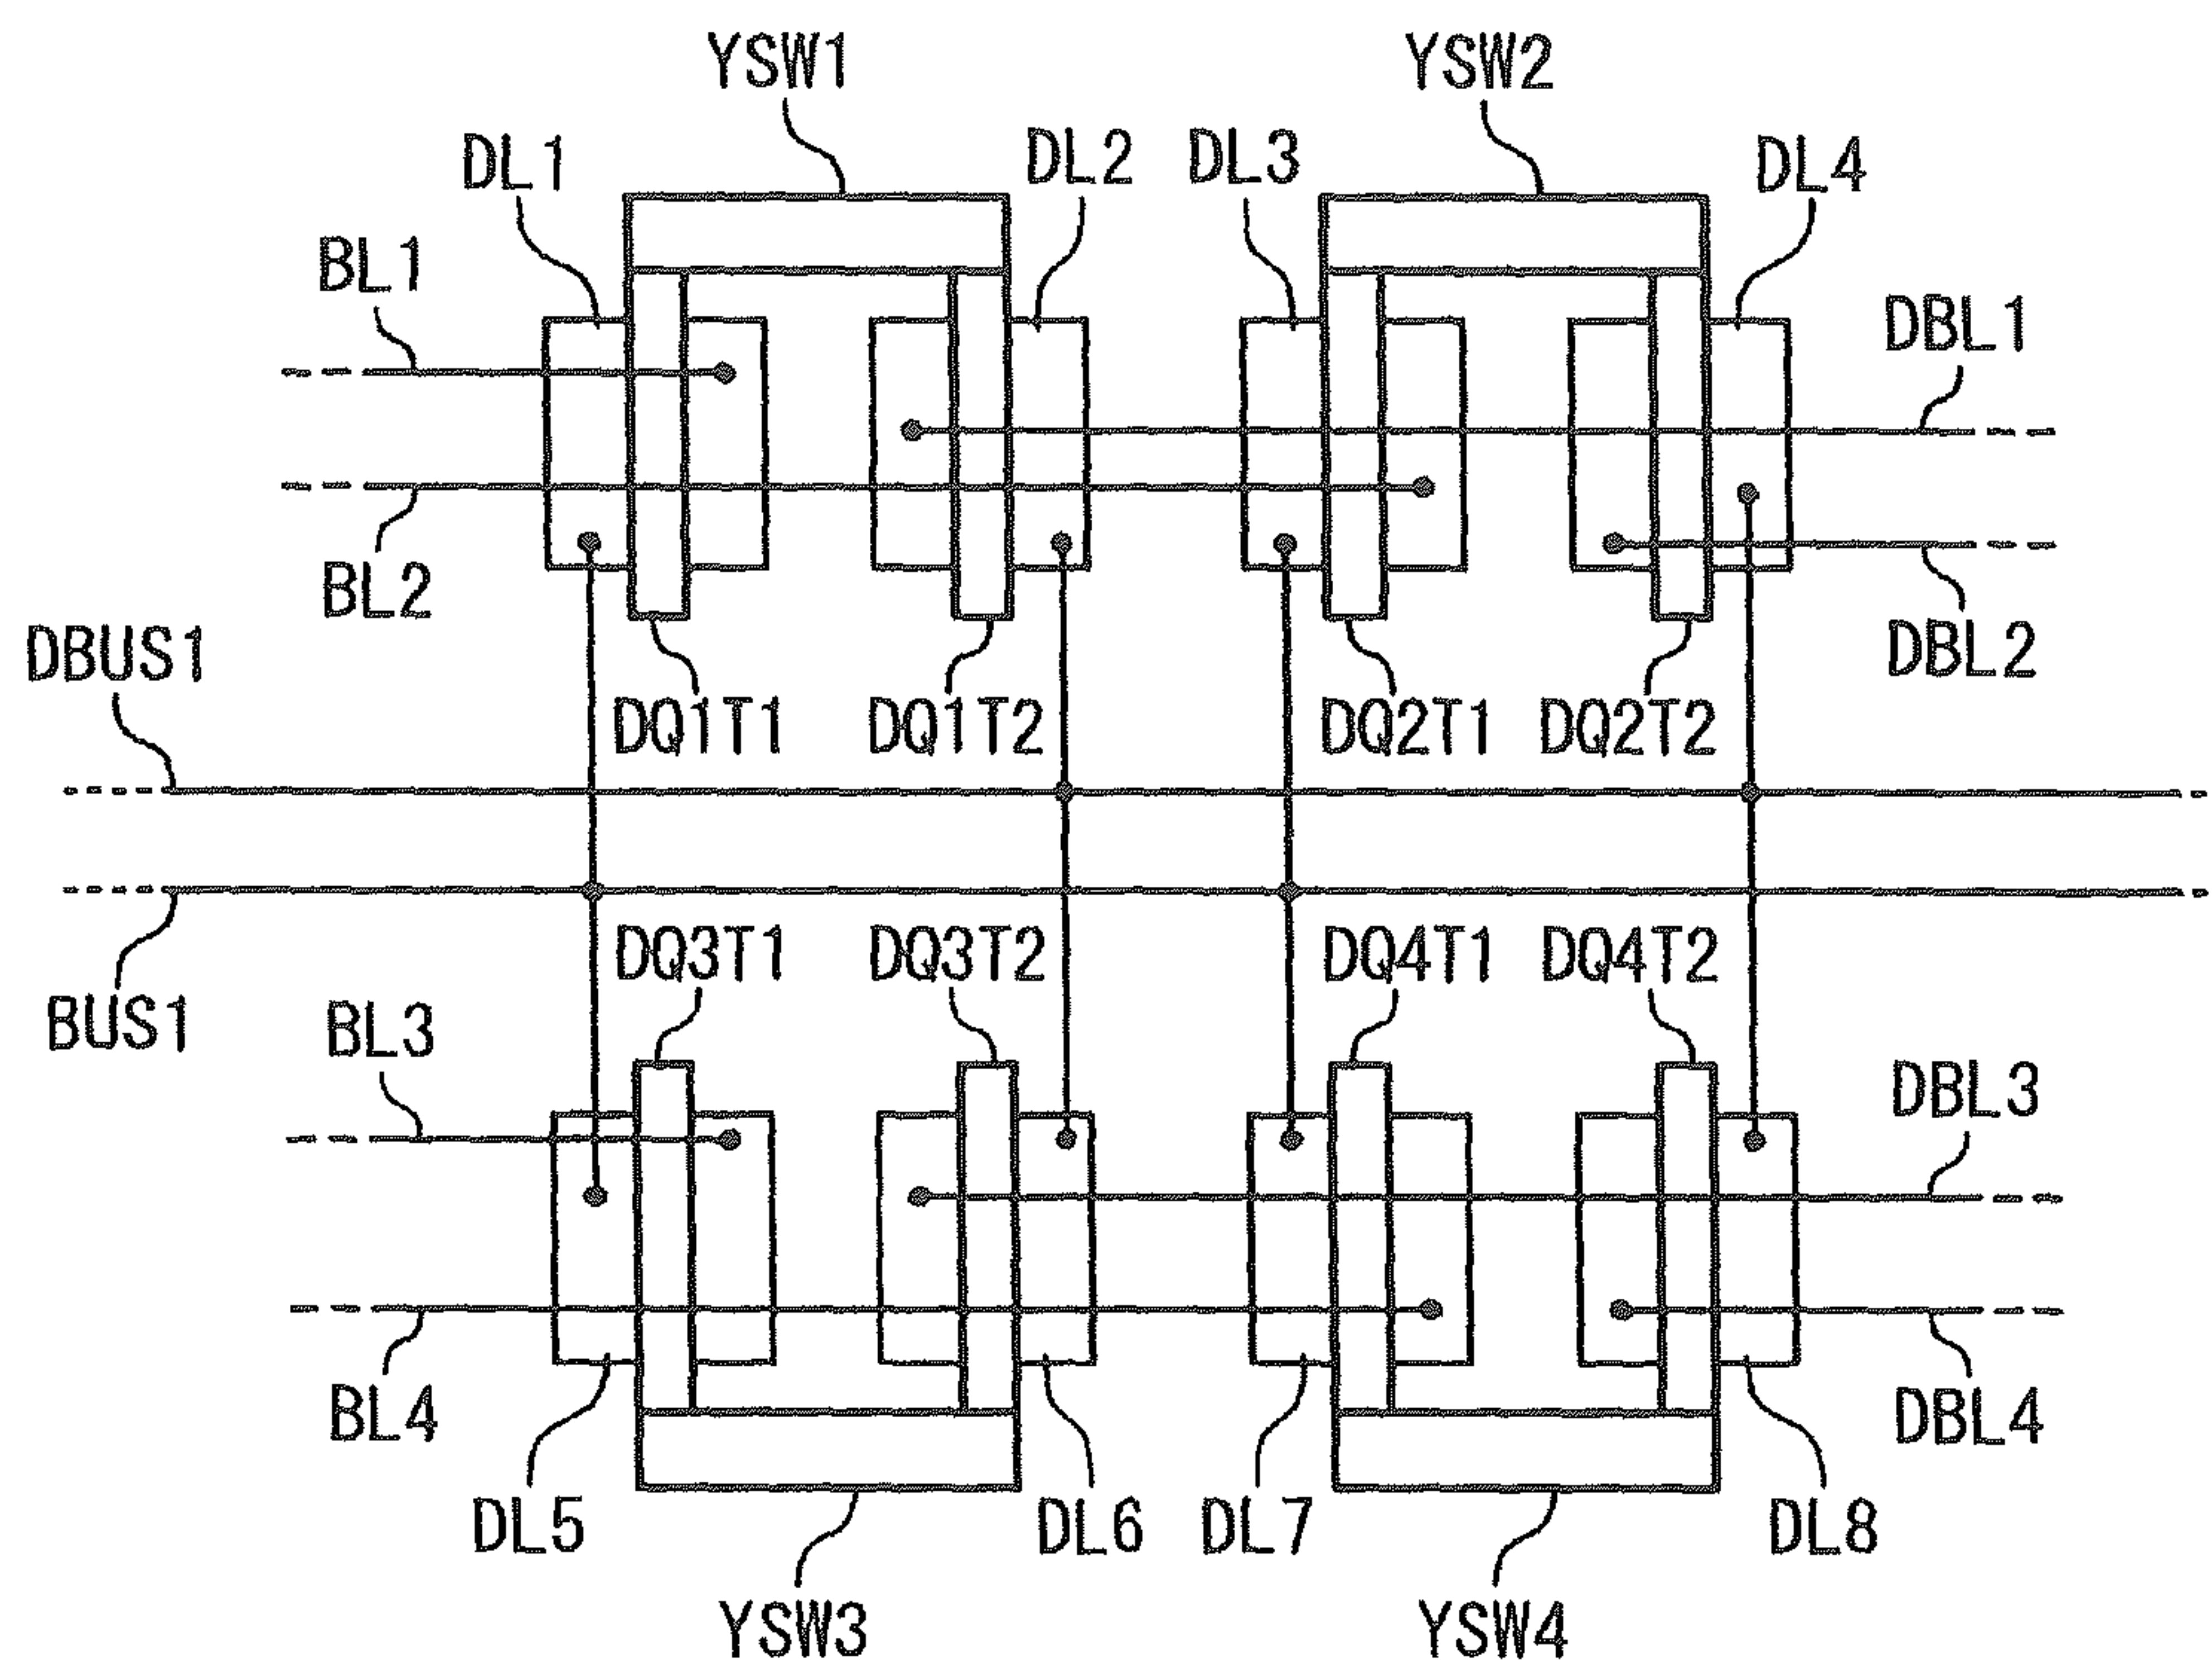 YSW1 YSW2
DL1 DL2 DL3 DL4
BL1 DBL1
BL2 DBL2
DBUS1 DQ1T1 DQ1T2 DQ2T1 DQ2T2
DQ3T1 DQ3T2 DQ4T1 DQ4T2
BUS1 BL3 DBL3
BL4 DBL4
DL5 DL6 DL7 DL8
YSW3 YSW4